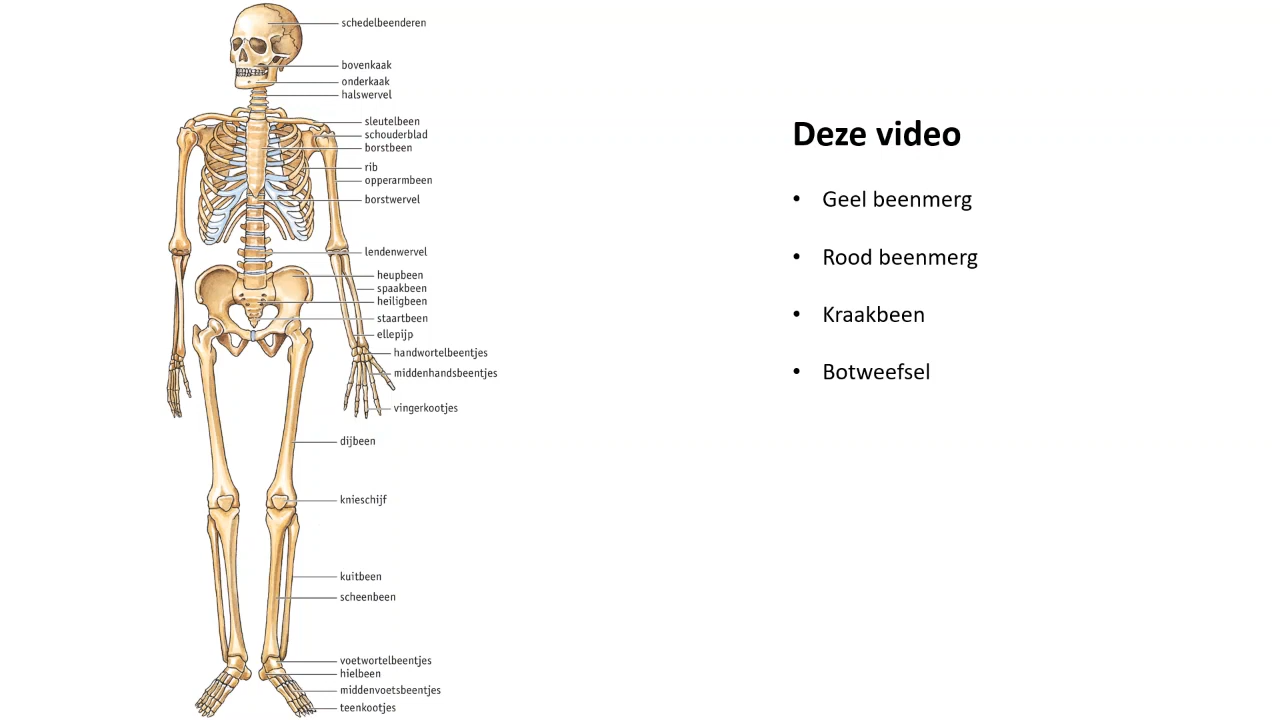 schedelbeenderen
bovenkaak
onderkaak
halswervel
sleutelbeen
schouderblad
borstbeen
rib
opperarmbeen
borstwervel
lendenwervel
heupbeen
spaakbeen
heiligbeen
staartbeen
ellepijp
handwortelbeentjes
middenhandsbeentjes
vingerkootjes
dijbeen
knieschijf
kuitbeen
scheenbeen
voetwortelbeentjes
hielbeen
middenvoetsbeentjes
teenkootjes
Deze video
• Geel beenmerg
• Rood beenmerg
• Kraakbeen
• Botweefsel